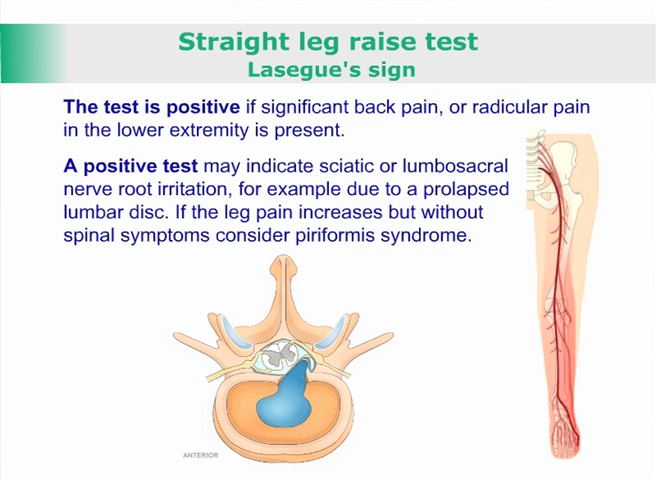 Straight leg raise test
Lasegue's sign
The test is positive if significant back pain, or radicular pain
in the lower extremity is present.
A positive test may indicate sciatic or lumbosacral
nerve root irritation, for example due to a prolapsed
lumbar disc. If the leg pain increases but without
spinal symptoms consider piriformis syndrome.
ANTERIOR